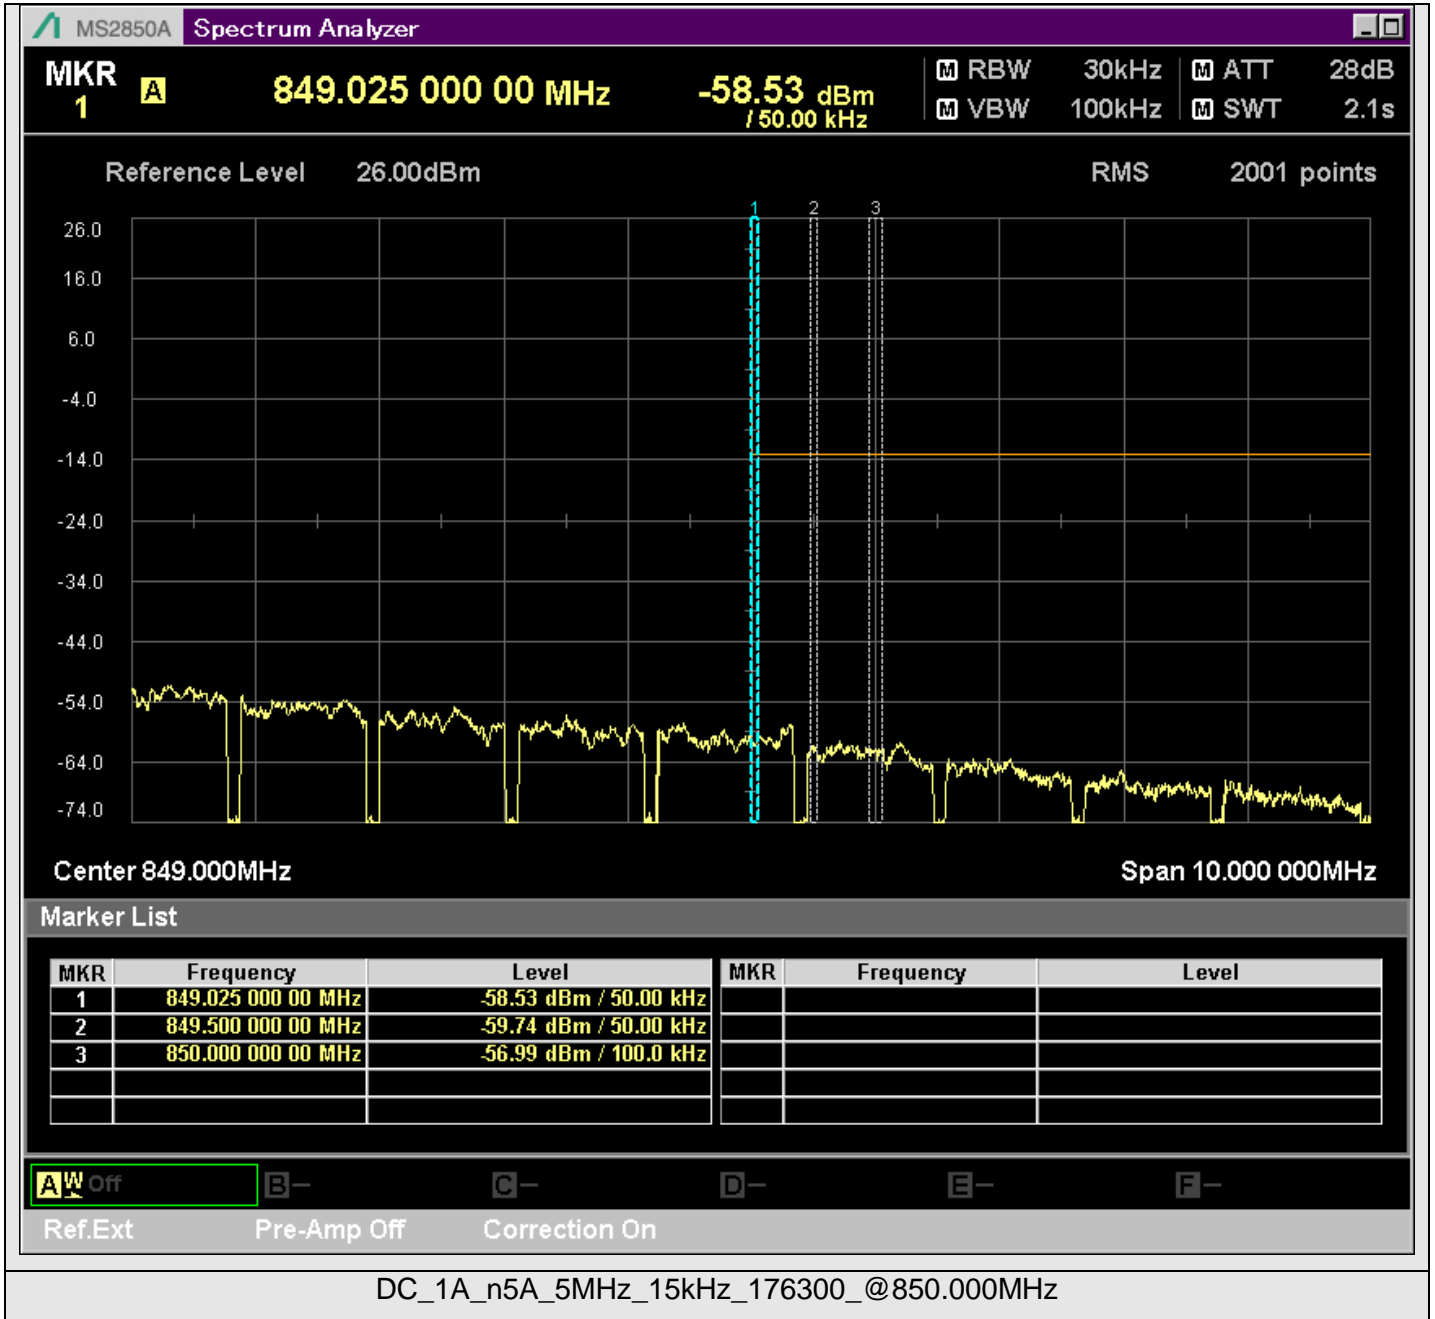 MS2850A Spectrum Analyzer
MKR 1 A 849.025 000 00 MHz -58.53 dBm / 50.00 kHz
M RBW 30kHz M ATT 28dB
M VBW 100kHz M SWT 2.1s
Reference Level 26.00dBm RMS 2001 points
1 2 3
26.0
16.0
6.0
-4.0
-14.0
-24.0
-34.0
-44.0
-54.0
-64.0
-74.0
Center 849.000MHz Span 10.000 000MHz
Marker List
MKR Frequency Level MKR Frequency Level
1 849.025 000 00 MHz -58.53 dBm / 50.00 kHz
2 849.500 000 00 MHz -59.74 dBm / 50.00 kHz
3 850.000 000 00 MHz -56.99 dBm / 100.0 kHz
A W Off B - C - D - E - F -
Ref.Ext Pre-Amp Off Correction On
DC_1A_n5A_5MHz_15kHz_176300_@850.000MHz